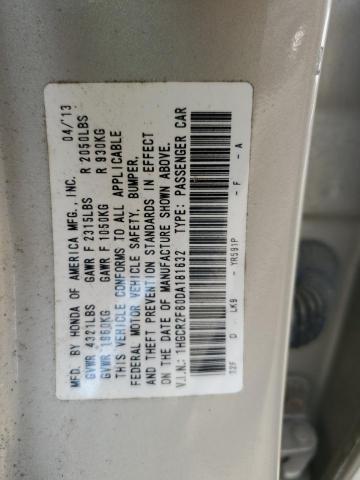 MFD. BY HONDA OF AMERICA MFG., INC. 04/'13
GVWR 4321LBS GAWR F 2315LBS R 2050LBS
GVWR 1960KG GAWR F 1050KG R 930KG
THIS VEHICLE CONFORMS TO ALL APPLICABLE
FEDERAL MOTOR VEHICLE SAFETY, BUMPER,
AND THEFT PREVENTION STANDARDS IN EFFECT
ON THE DATE OF MANUFACTURE SHOWN ABOVE.
V.I.N.: 1HGCR2F80DA181632 TYPE: PASSENGER CAR
T2F D LK9 - YR591P - F - A